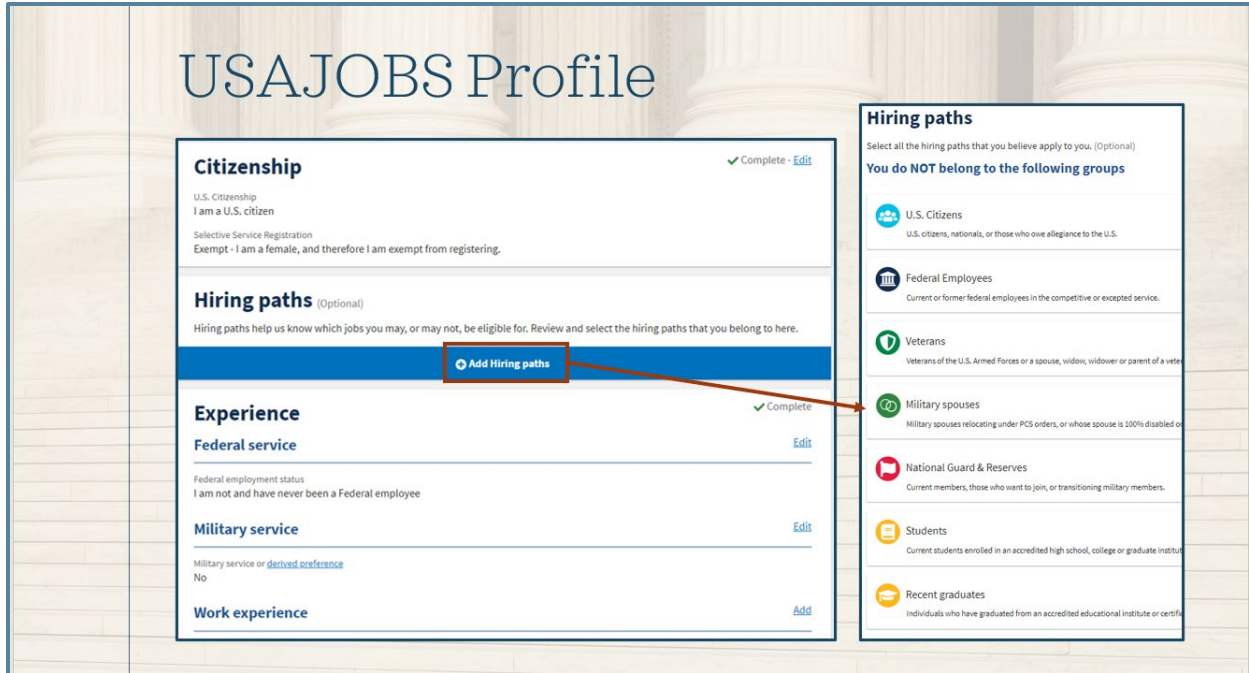 USAJOBS Profile
Citizenship
Complete - Edit
U.S. Citizenship
I am a U.S. citizen
Selective Service Registration
Exempt - I am a female, and therefore I am exempt from registering.
Hiring paths (Optional)
Hiring paths help us know which jobs you may, or may not, be eligible for. Review and select the hiring paths that you belong to here.
Add Hiring paths
Experience
Complete
Federal service
Edit
Federal employment status
I am not and have never been a Federal employee
Military service
Edit
Military service or derived preference
No
Work experience
Add
Hiring paths
Select all the hiring paths that you believe apply to you. (Optional)
You do NOT belong to the following groups
U.S. Citizens
U.S. citizens, nationals, or those who owe allegiance to the U.S.
Federal Employees
Current or former federal employees in the competitive or excepted service.
Veterans
Veterans of the U.S. Armed Forces or a spouse, widow, widower or parent of a vete
Military spouses
Military spouses relocating under PCS orders, or whose spouse is 100% disabled or
National Guard & Reserves
Current members, those who want to join, or transitioning military members.
Students
Current students enrolled in an accredited high school, college or graduate institut
Recent graduates
Individuals who have graduated from an accredited educational institute or certific